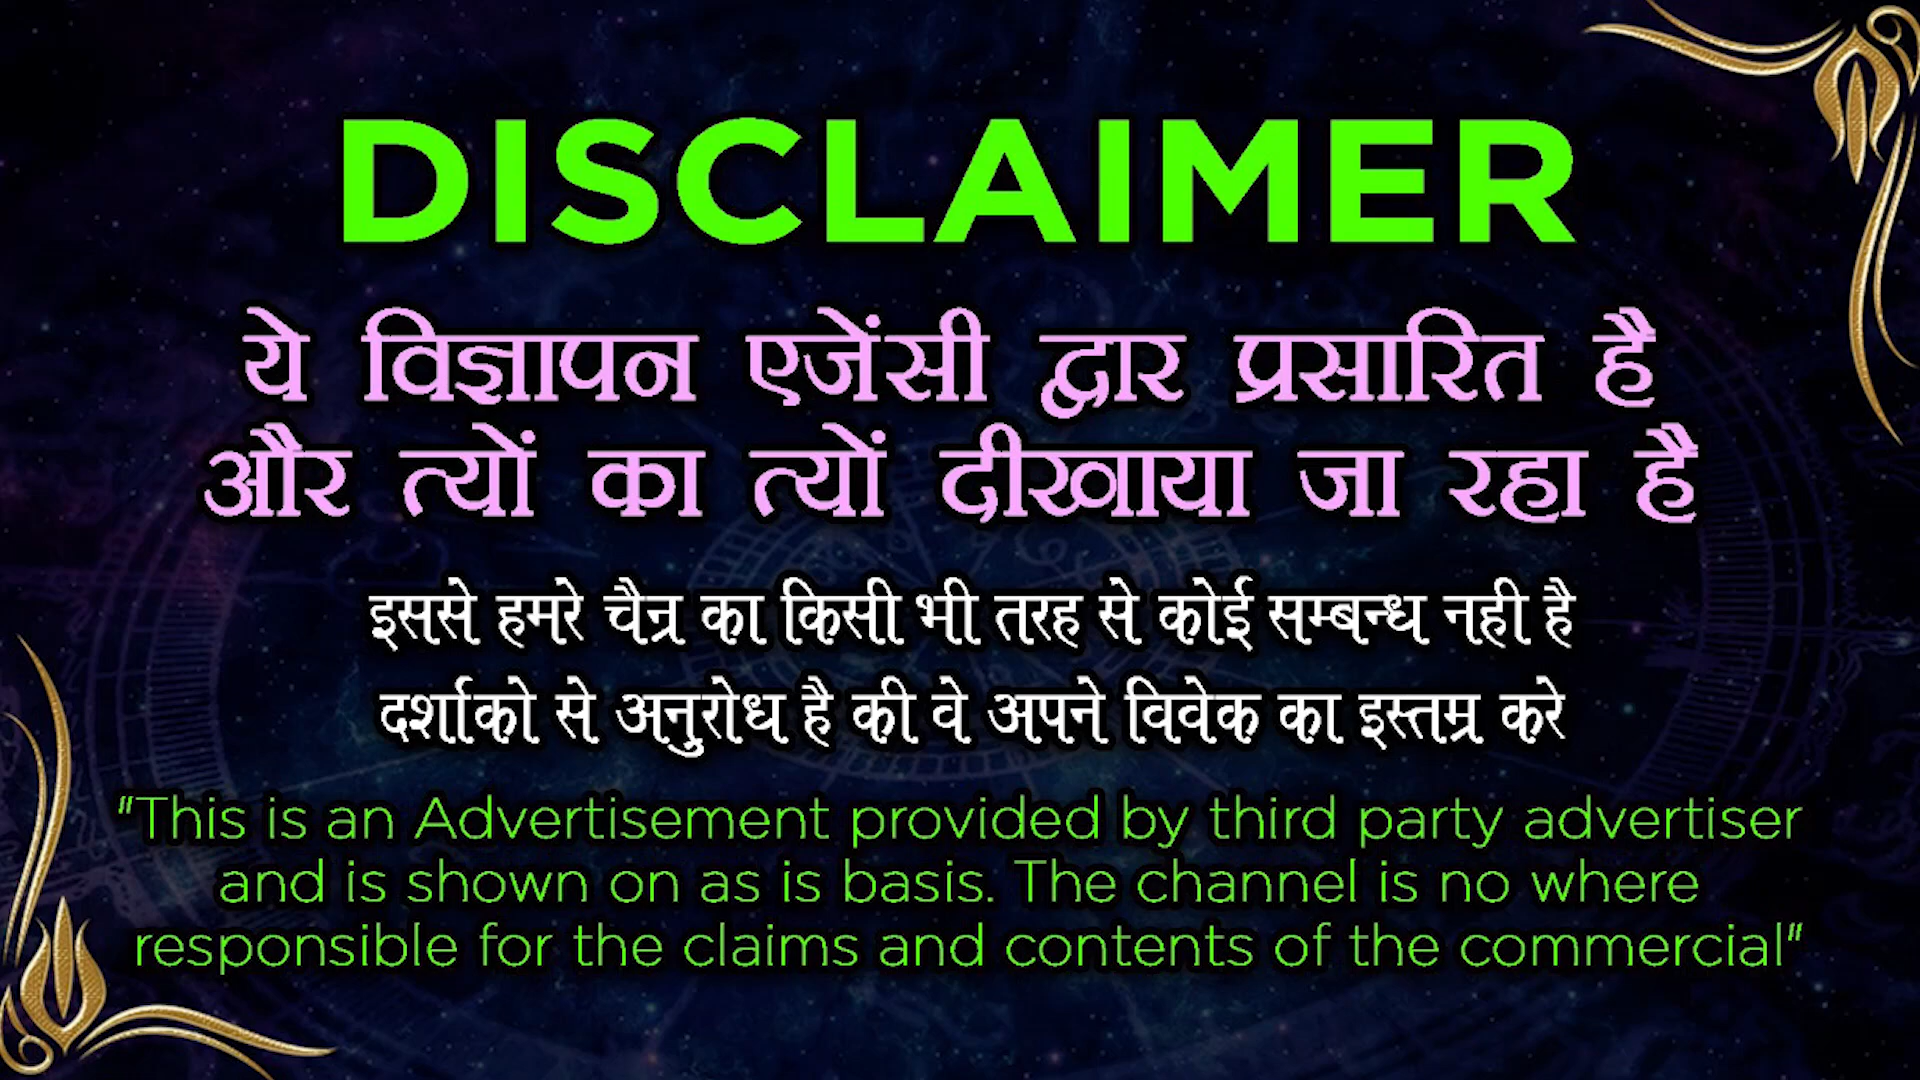 DISCLAIMER
ये विज्ञापन एजेंसी द्वार प्रसारित है
और त्यों का त्यों दीखाया जा रहा है
इससे हमरे चैन्र का किसी भी तरह से कोई सम्बन्ध नही है
दर्शाको से अनुरोध है की वे अपने विवेक का इस्तम्र करे
"This is an Advertisement provided by third party advertiser
and is shown on as is basis. The channel is no where
responsible for the claims and contents of the commercial"